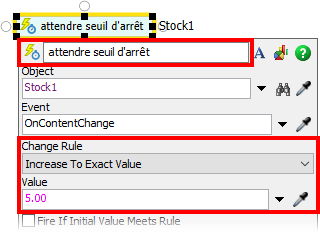 attendre seuil d'arrêt Stock1
attendre seuil d'arrêt A ?
Object
Stock1
Event
OnContentChange
Change Rule
Increase To Exact Value
Value
5.00
Fire If Initial Value Meets Rule